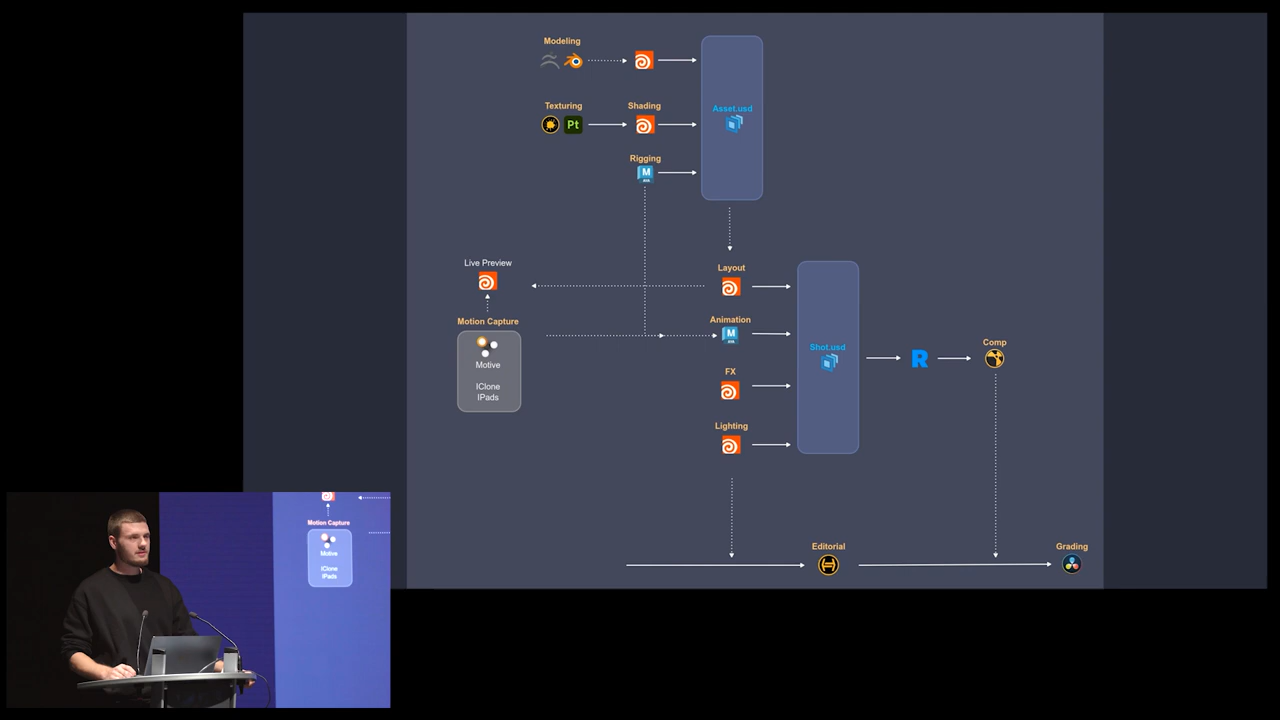 Modeling
Texturing
Pt
Shading
Asset.usd
Rigging
M
Live Preview
Layout
Motion Capture
Motive
IClone
IPads
Animation
M
Shot.usd
R
Comp
FX
Lighting
Editorial
Grading
Motion Capture
Motive
IClone
IPads